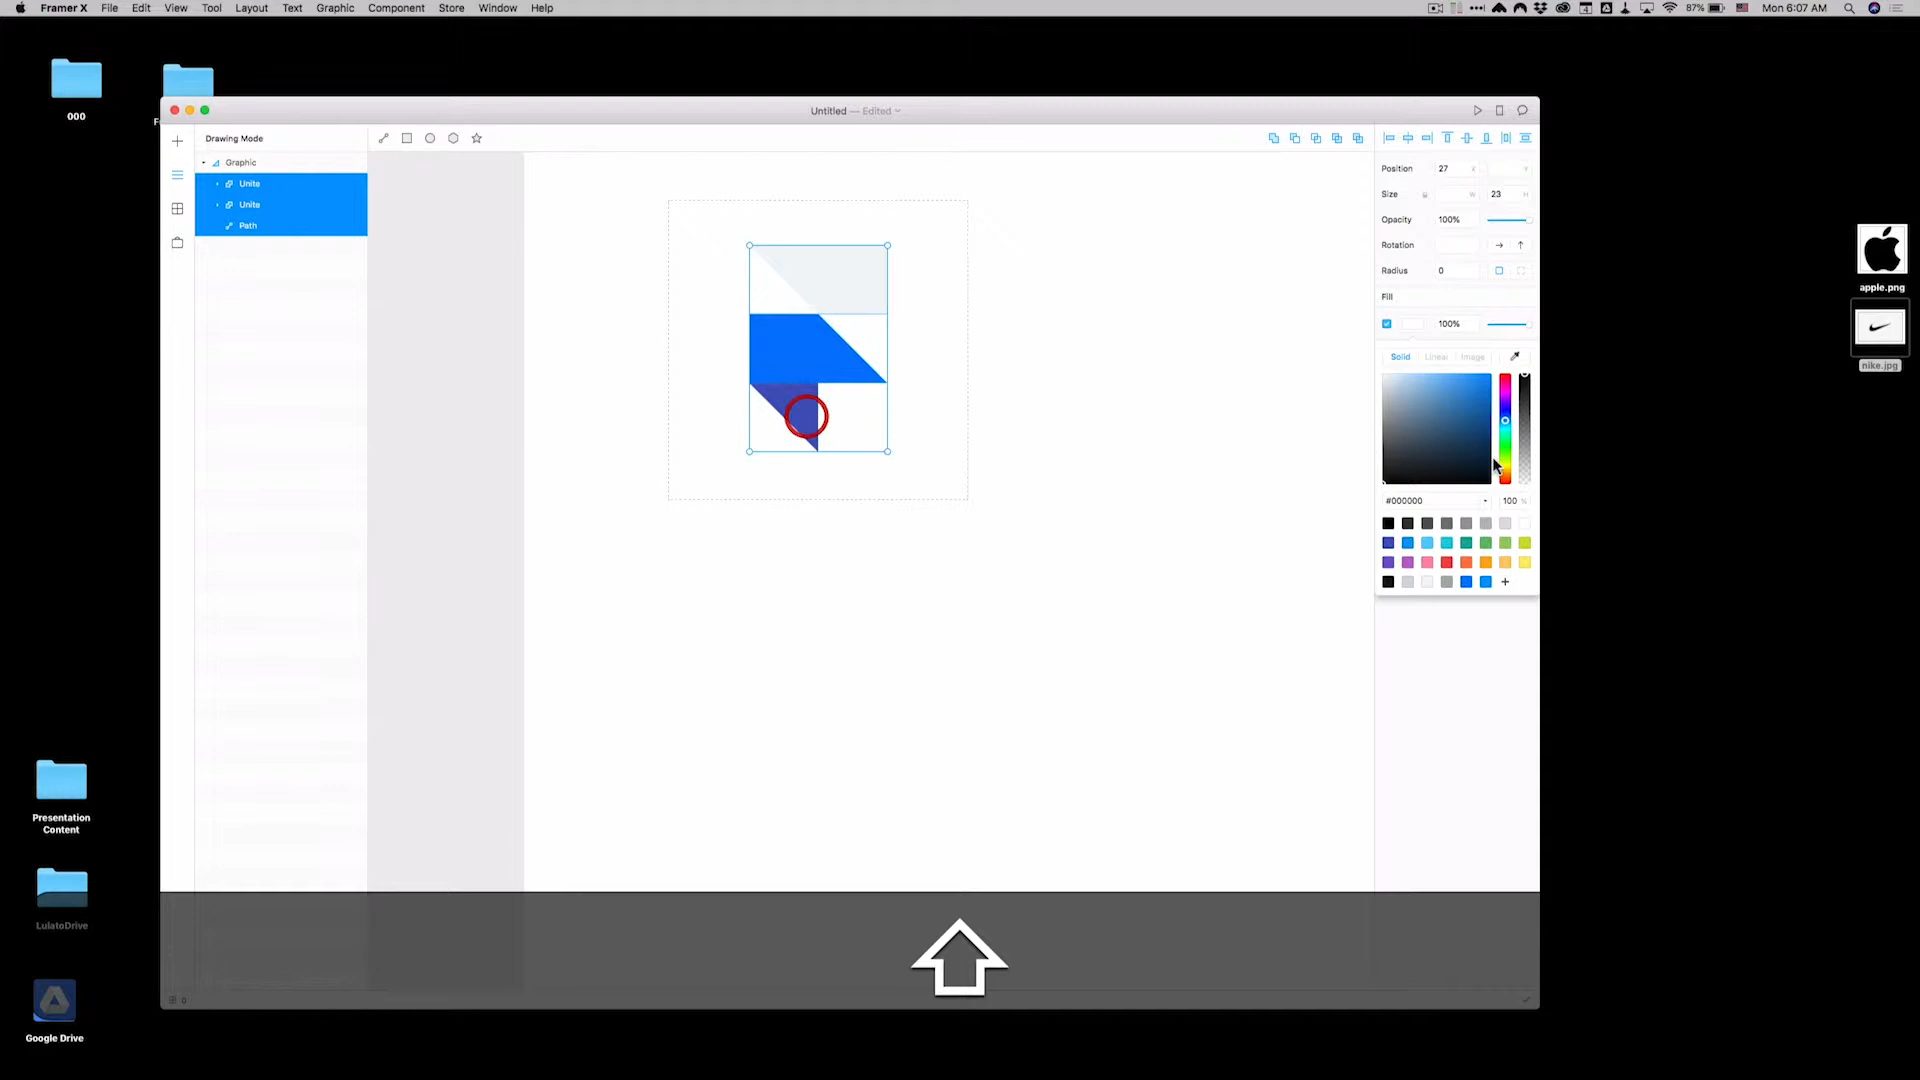 Framer X File Edit View Tool Layout Text Graphic Component Store Window Help
87% Mon 6:07 AM
000
Untitled — Edited
Drawing Mode
Graphic
Unite
Unite
Path
Position 27 X Y
Size W 23 H
Opacity 100%
Rotation
Radius 0
Fill
100%
Solid Linear Image
#000000 100 %
apple.png
nike.jpg
Presentation
Content
LulatoDrive
Google Drive
0